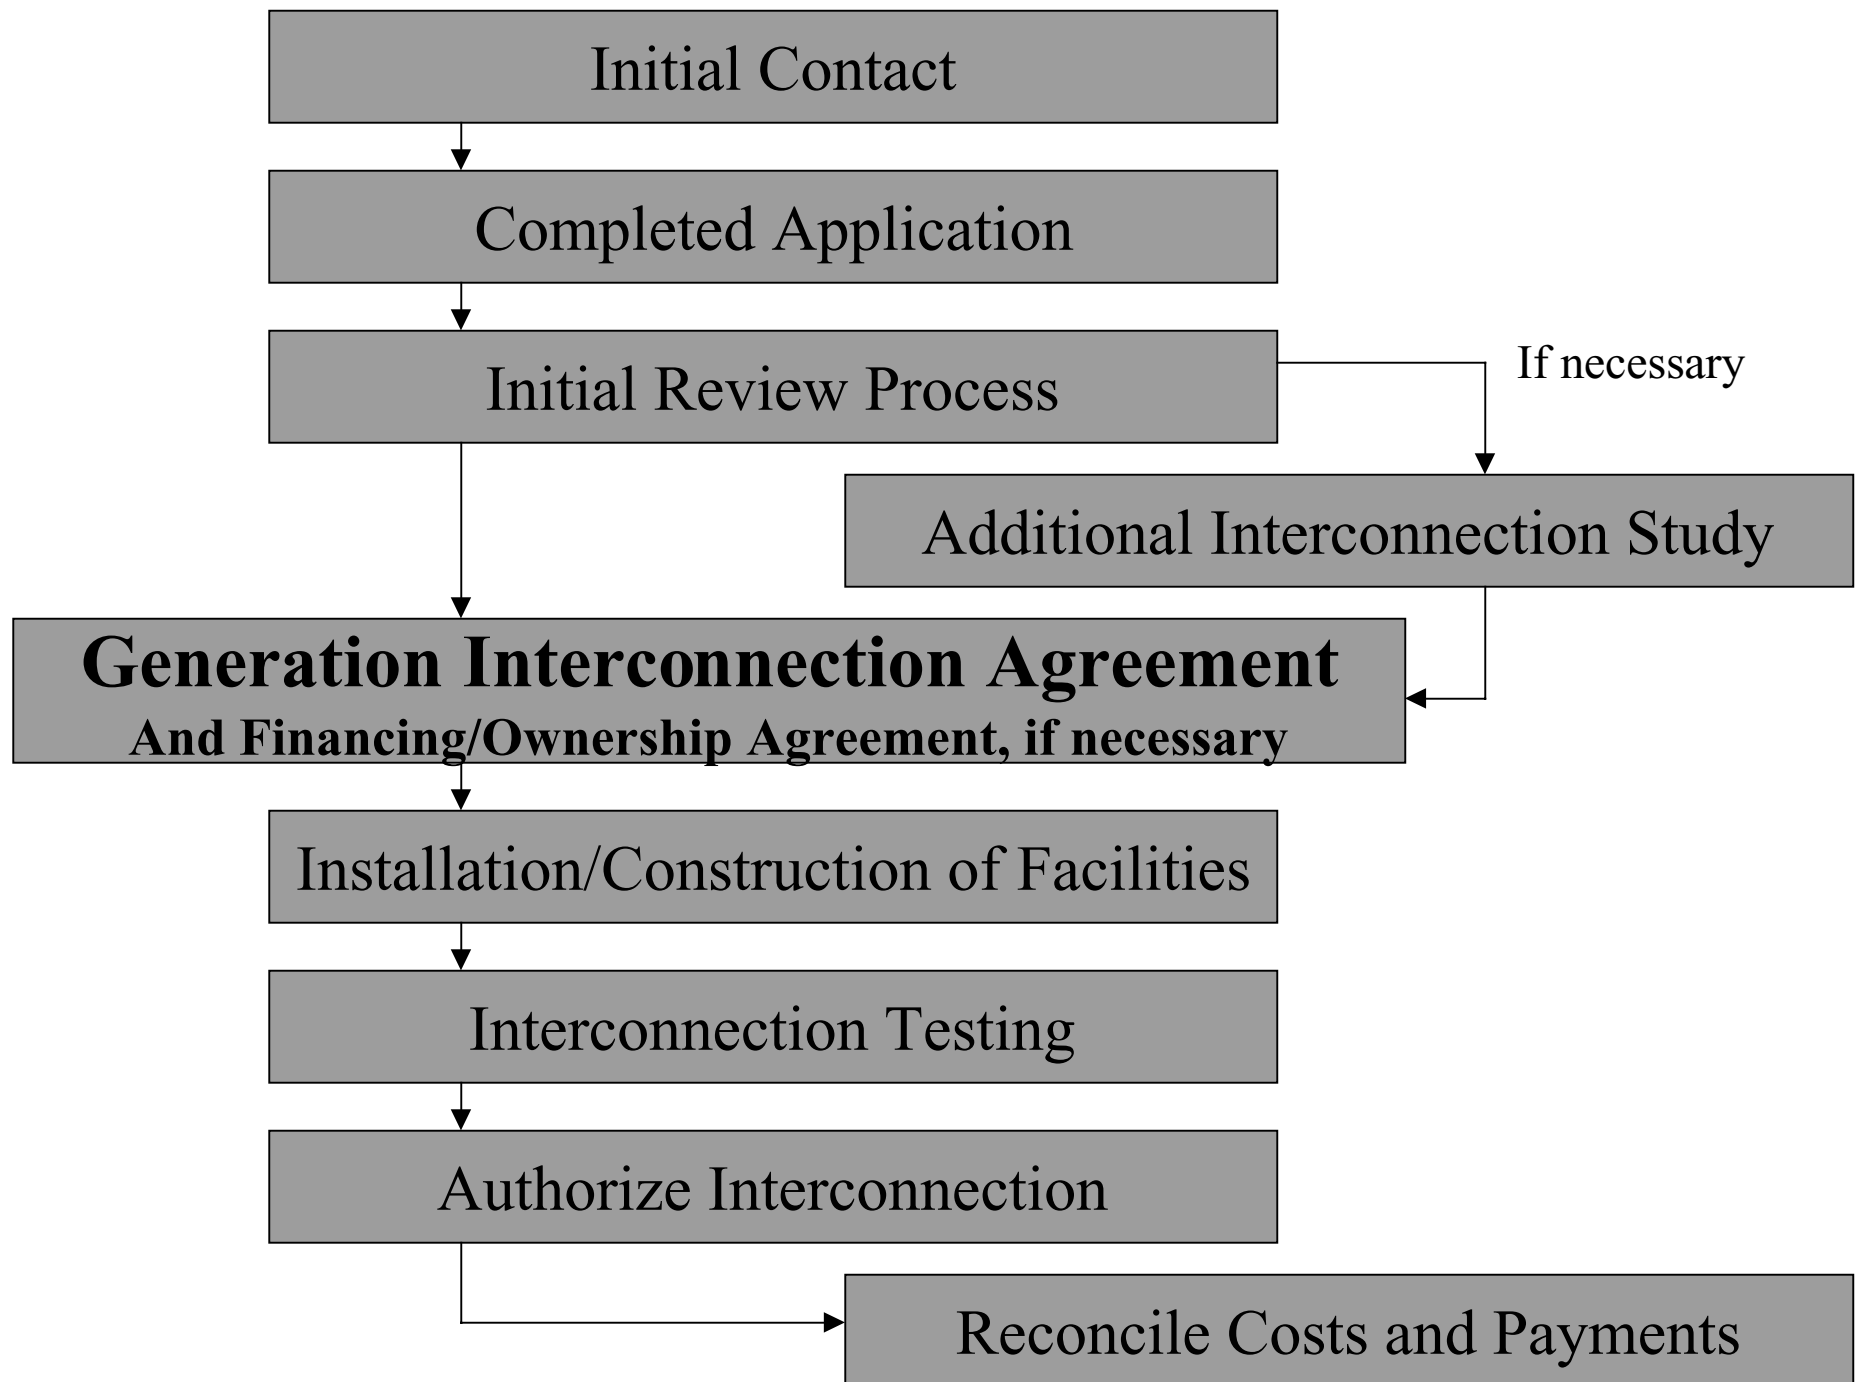 Initial Contact
Completed Application
Initial Review Process
If necessary
Additional Interconnection Study
Generation Interconnection Agreement
And Financing/Ownership Agreement, if necessary
Installation/Construction of Facilities
Interconnection Testing
Authorize Interconnection
Reconcile Costs and Payments